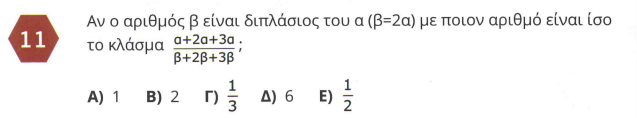 11
Αν ο αριθμός β είναι διπλάσιος του α (β=2α) με ποιον αριθμό είναι ίσο
το κλάσμα α+2α+3α/β+2β+3β ;
Α) 1 Β) 2 Γ) 1/3 Δ) 6 Ε) 1/2